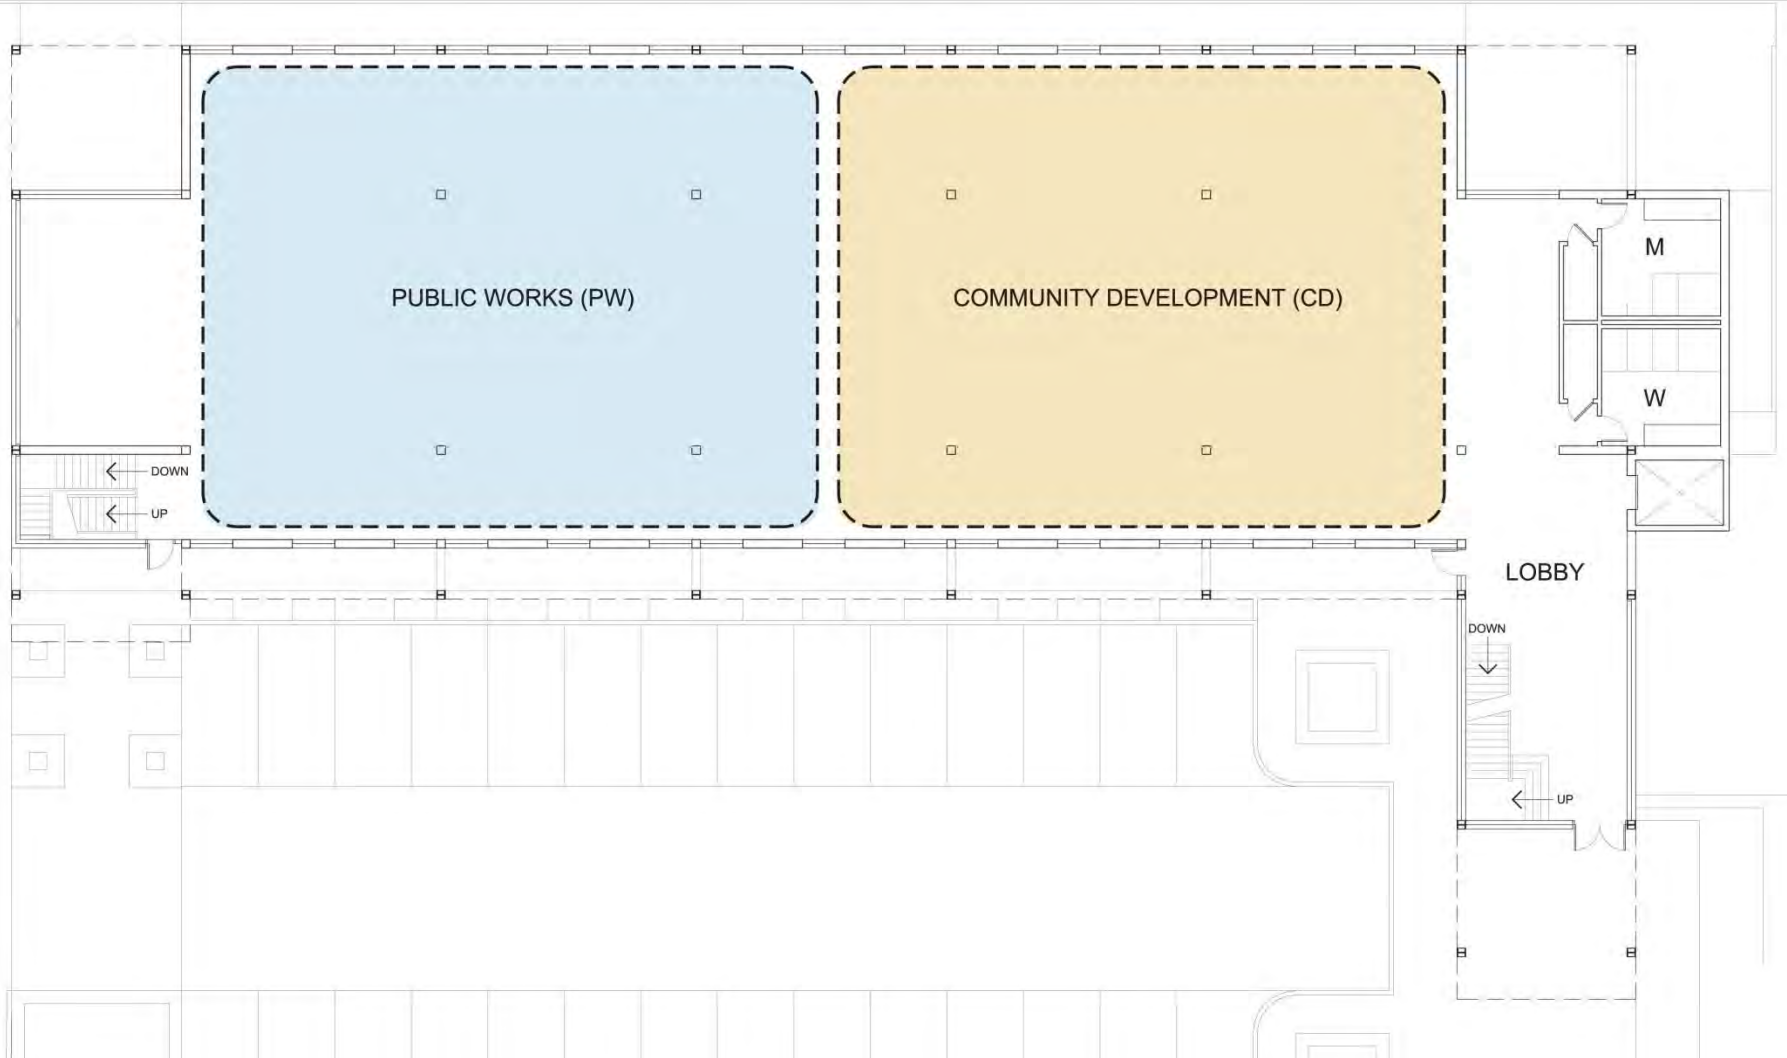 PUBLIC WORKS (PW)
COMMUNITY DEVELOPMENT (CD)
M
W
DOWN
UP
LOBBY
DOWN
UP